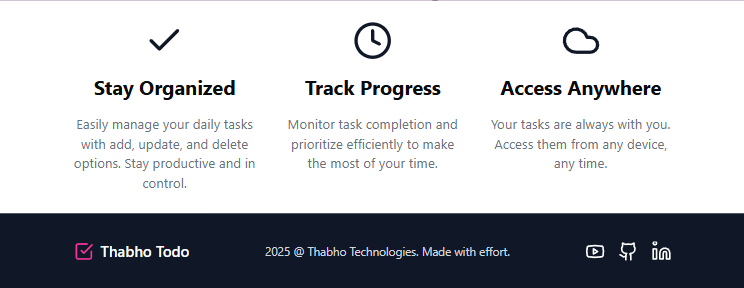 Stay Organized
Easily manage your daily tasks
with add, update, and delete
options. Stay productive and in
control.
Track Progress
Monitor task completion and
prioritize efficiently to make
the most of your time.
Access Anywhere
Your tasks are always with you.
Access them from any device,
any time.
Thabho Todo
2025 @ Thabho Technologies. Made with effort.